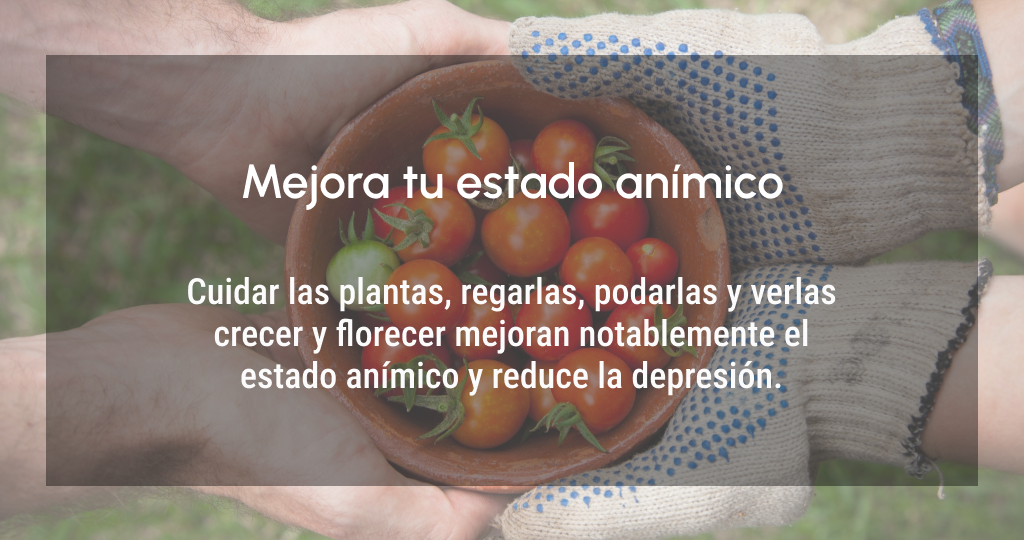 Mejora tu estado anímico
Cuidar las plantas, regarlas, podarlas y verlas
crecer y florecer mejoran notablemente el
estado anímico y reduce la depresión.